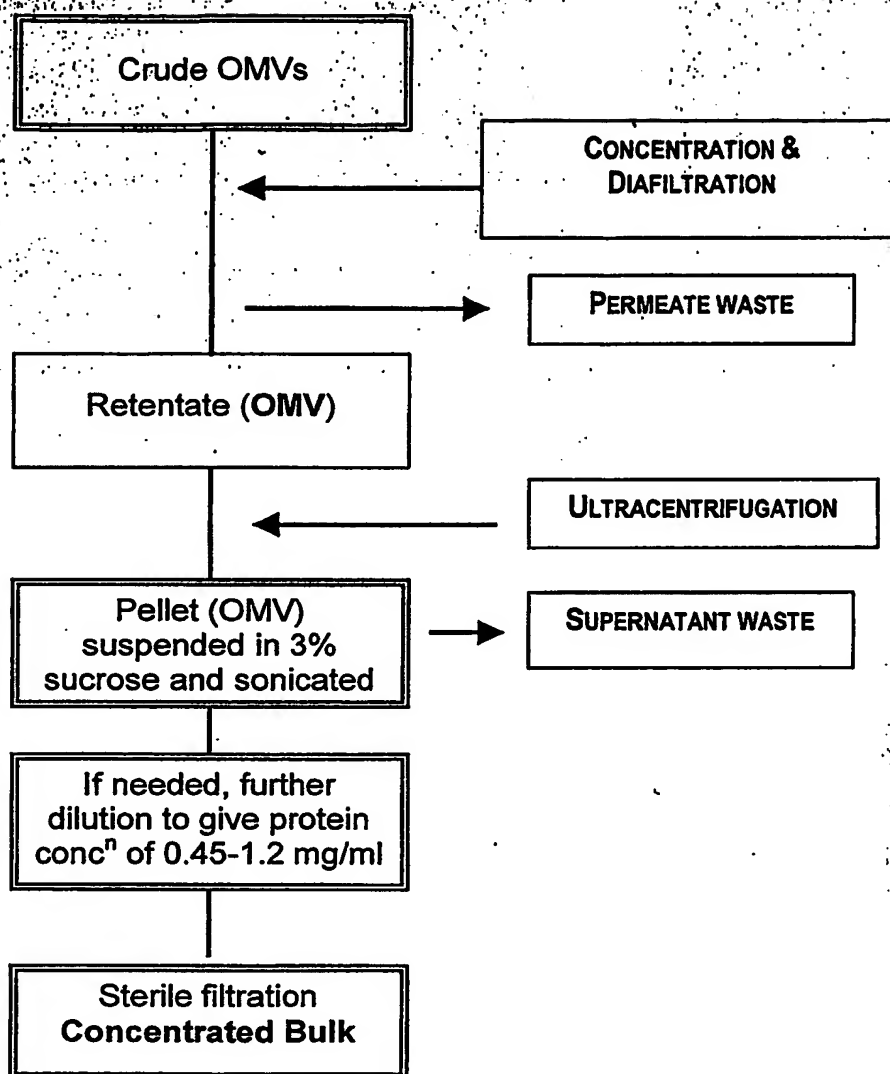 Crude OMVs
CONCENTRATION &
DIAFILTRATION
PERMEATE WASTE
Retentate (OMV)
ULTRACENTRIFUGATION
Pellet (OMV)
suspended in 3%
sucrose and sonicated
SUPERNATANT WASTE
If needed, further
dilution to give protein
concⁿ of 0.45-1.2 mg/ml
Sterile filtration
Concentrated Bulk